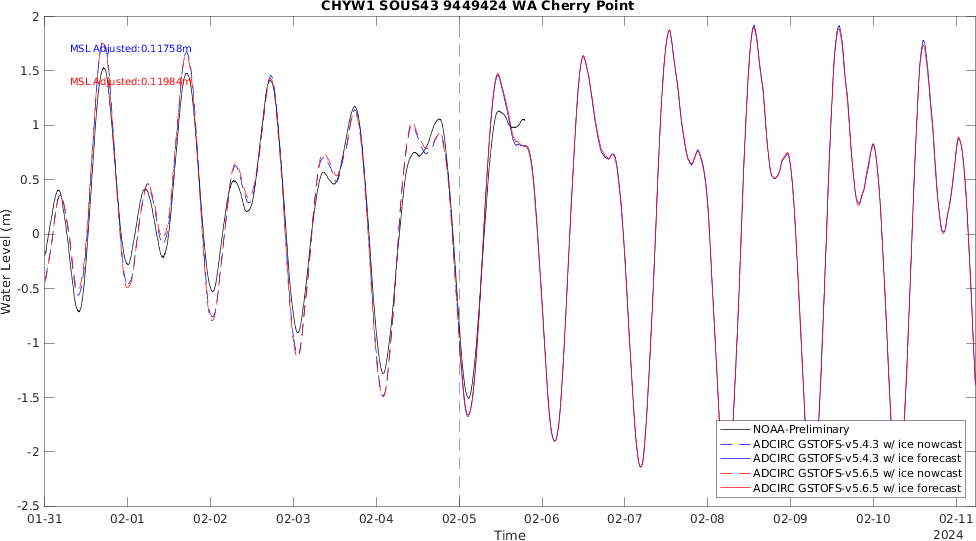 CHYW1 SOUS43 9449424 WA Cherry Point
MSL Adjusted:0.11758m
MSL Adjusted:0.11984m
Water Level (m)
2
1.5
1
0.5
0
-0.5
-1
-1.5
-2
-2.5
NOAA-Preliminary
ADCIRC GSTOFS-v5.4.3 w/ ice nowcast
ADCIRC GSTOFS-v5.4.3 w/ ice forecast
ADCIRC GSTOFS-v5.6.5 w/ ice nowcast
ADCIRC GSTOFS-v5.6.5 w/ ice forecast
01-31 02-01 02-02 02-03 02-04 02-05 02-06 02-07 02-08 02-09 02-10 02-11
Time
2024